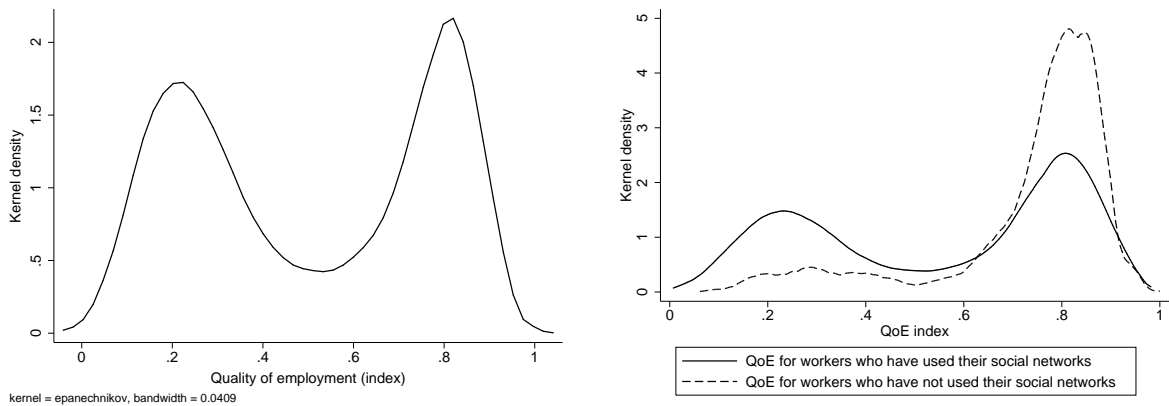 Kernel density
2
1.5
1
.5
0
0 .2 .4 .6 .8 1
Quality of employment (index)
kernel = epanechnikov, bandwidth = 0.0409
Kernel density
5
4
3
2
1
0
0 .2 .4 .6 .8 1
QoE index
QoE for workers who have used their social networks
QoE for workers who have not used their social networks